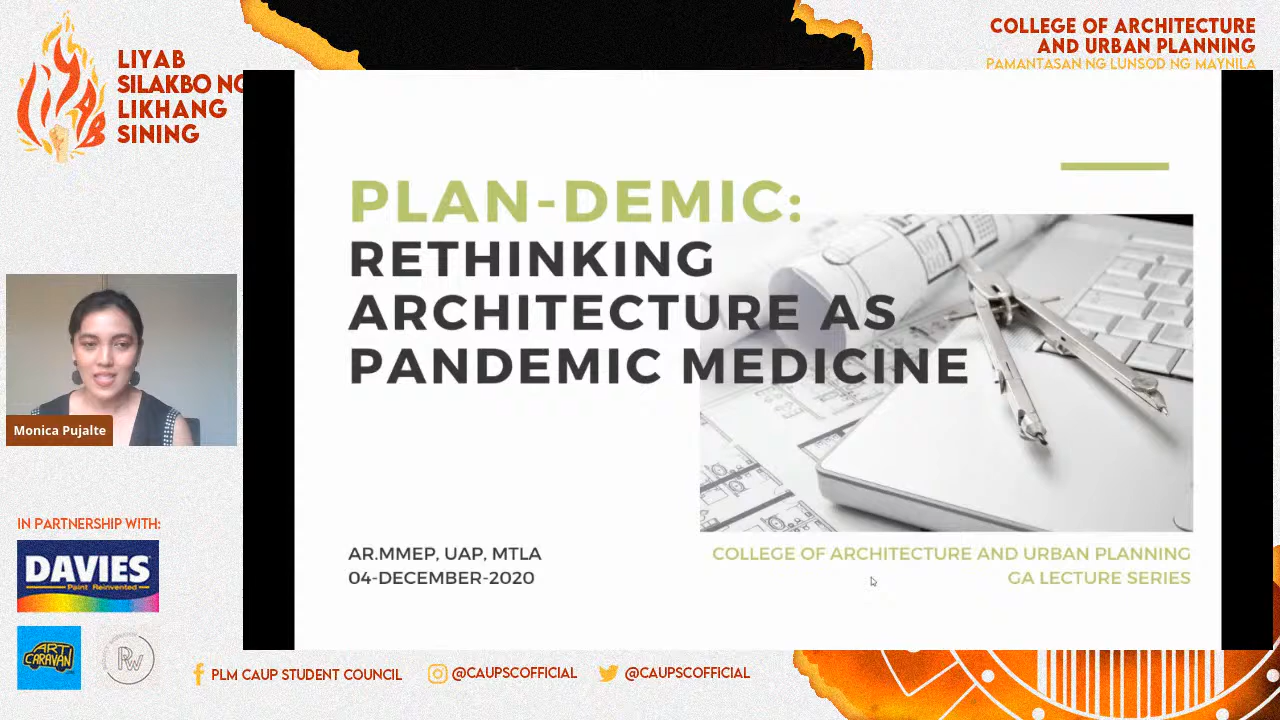 LIYAB
SILAKBO NG
LIKHANG
SINING
COLLEGE OF ARCHITECTURE
AND URBAN PLANNING
PAMANTASAN NG LUNSOD NG MAYNILA
PLAN-DEMIC:
RETHINKING
ARCHITECTURE AS
PANDEMIC MEDICINE
Monica Pujalte
AR.MMEP, UAP, MTLA
04-DECEMBER-2020
COLLEGE OF ARCHITECTURE AND URBAN PLANNING
GA LECTURE SERIES
IN PARTNERSHIP WITH:
DAVIES
Paint Reinvented
ART
CARAVAN
PW
PLM CAUP STUDENT COUNCIL
@CAUPSCOFFICIAL
@CAUPSCOFFICIAL